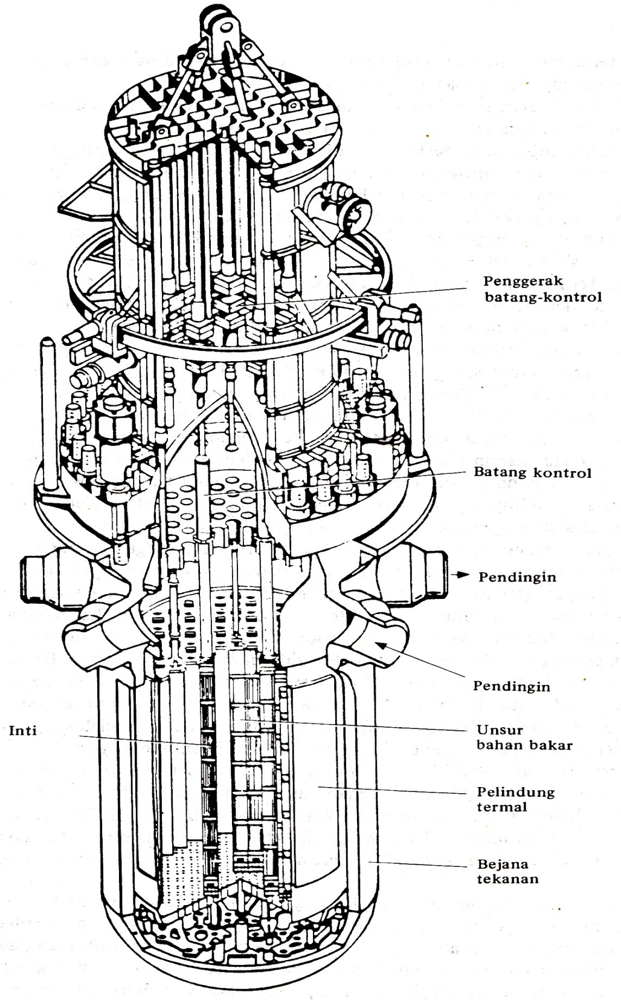 Penggerak
batang-kontrol
Batang kontrol
Pendingin
Pendingin
Inti
Unsur
bahan bakar
Pelindung
termal
Bejana
tekanan